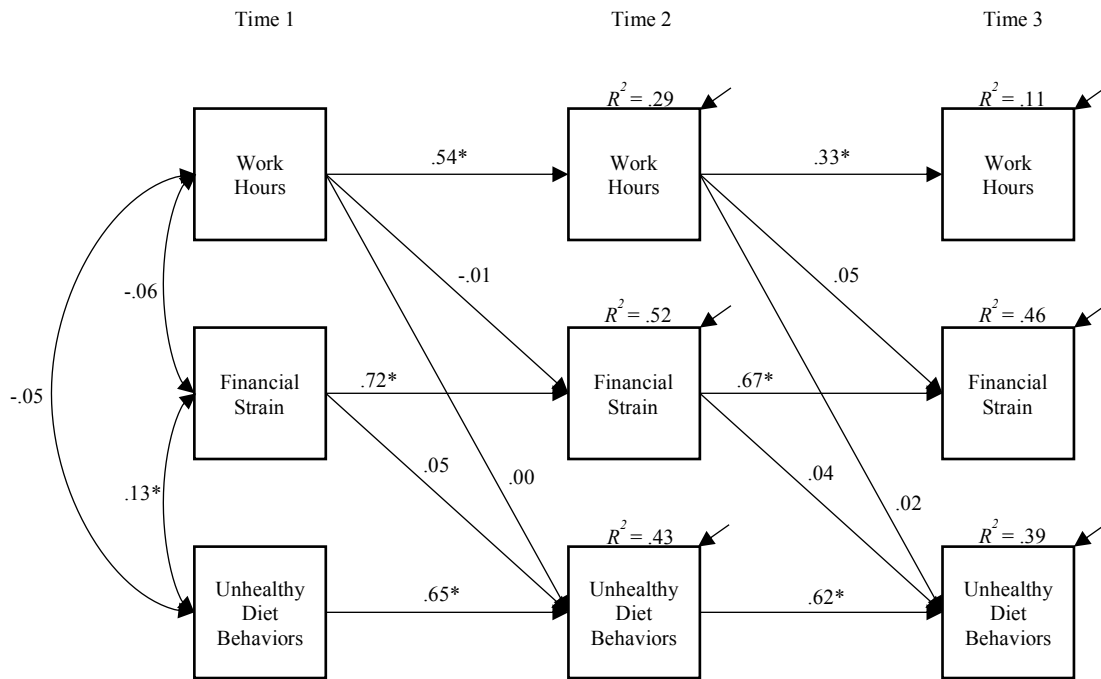 Time 1 Time 2 Time 3
R² = .29 R² = .11
Work
Hours
.54*
Work
Hours
.33*
Work
Hours
-.06
-.01
.05
R² = .52 R² = .46
-.05
Financial
Strain
.72*
Financial
Strain
.67*
Financial
Strain
.13*
.05
.00
.04
.02
R² = .43 R² = .39
Unhealthy
Diet
Behaviors
.65*
Unhealthy
Diet
Behaviors
.62*
Unhealthy
Diet
Behaviors